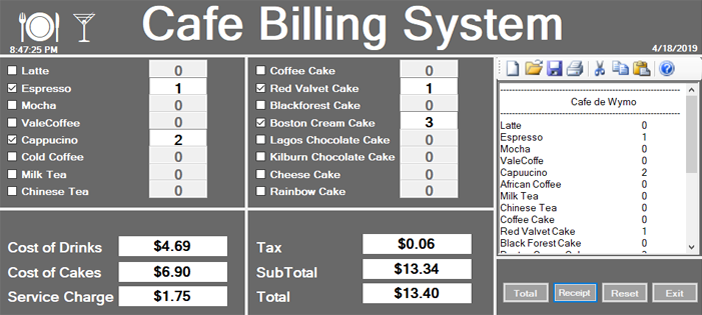 Cafe Billing System
8:47:25 PM
4/18/2019
Latte 0
Espresso 1
Mocha 0
ValeCoffee 0
Cappucino 2
Cold Coffee 0
Milk Tea 0
Chinese Tea 0
Coffee Cake 0
Red Valvet Cake 1
Blackforest Cake 0
Boston Cream Cake 3
Lagos Chocolate Cake 0
Kilburn Chocolate Cake 0
Cheese Cake 0
Rainbow Cake 0
Cost of Drinks $4.69
Cost of Cakes $6.90
Service Charge $1.75
Tax $0.06
SubTotal $13.34
Total $13.40
Cafe de Wymo
Latte 0
Espresso 1
Mocha 0
ValeCoffe 0
Capuucino 2
African Coffee 0
Milk Tea 0
Chinese Tea 0
Coffee Cake 0
Red Valvet Cake 1
Black Forest Cake 0
Total Receipt Reset Exit